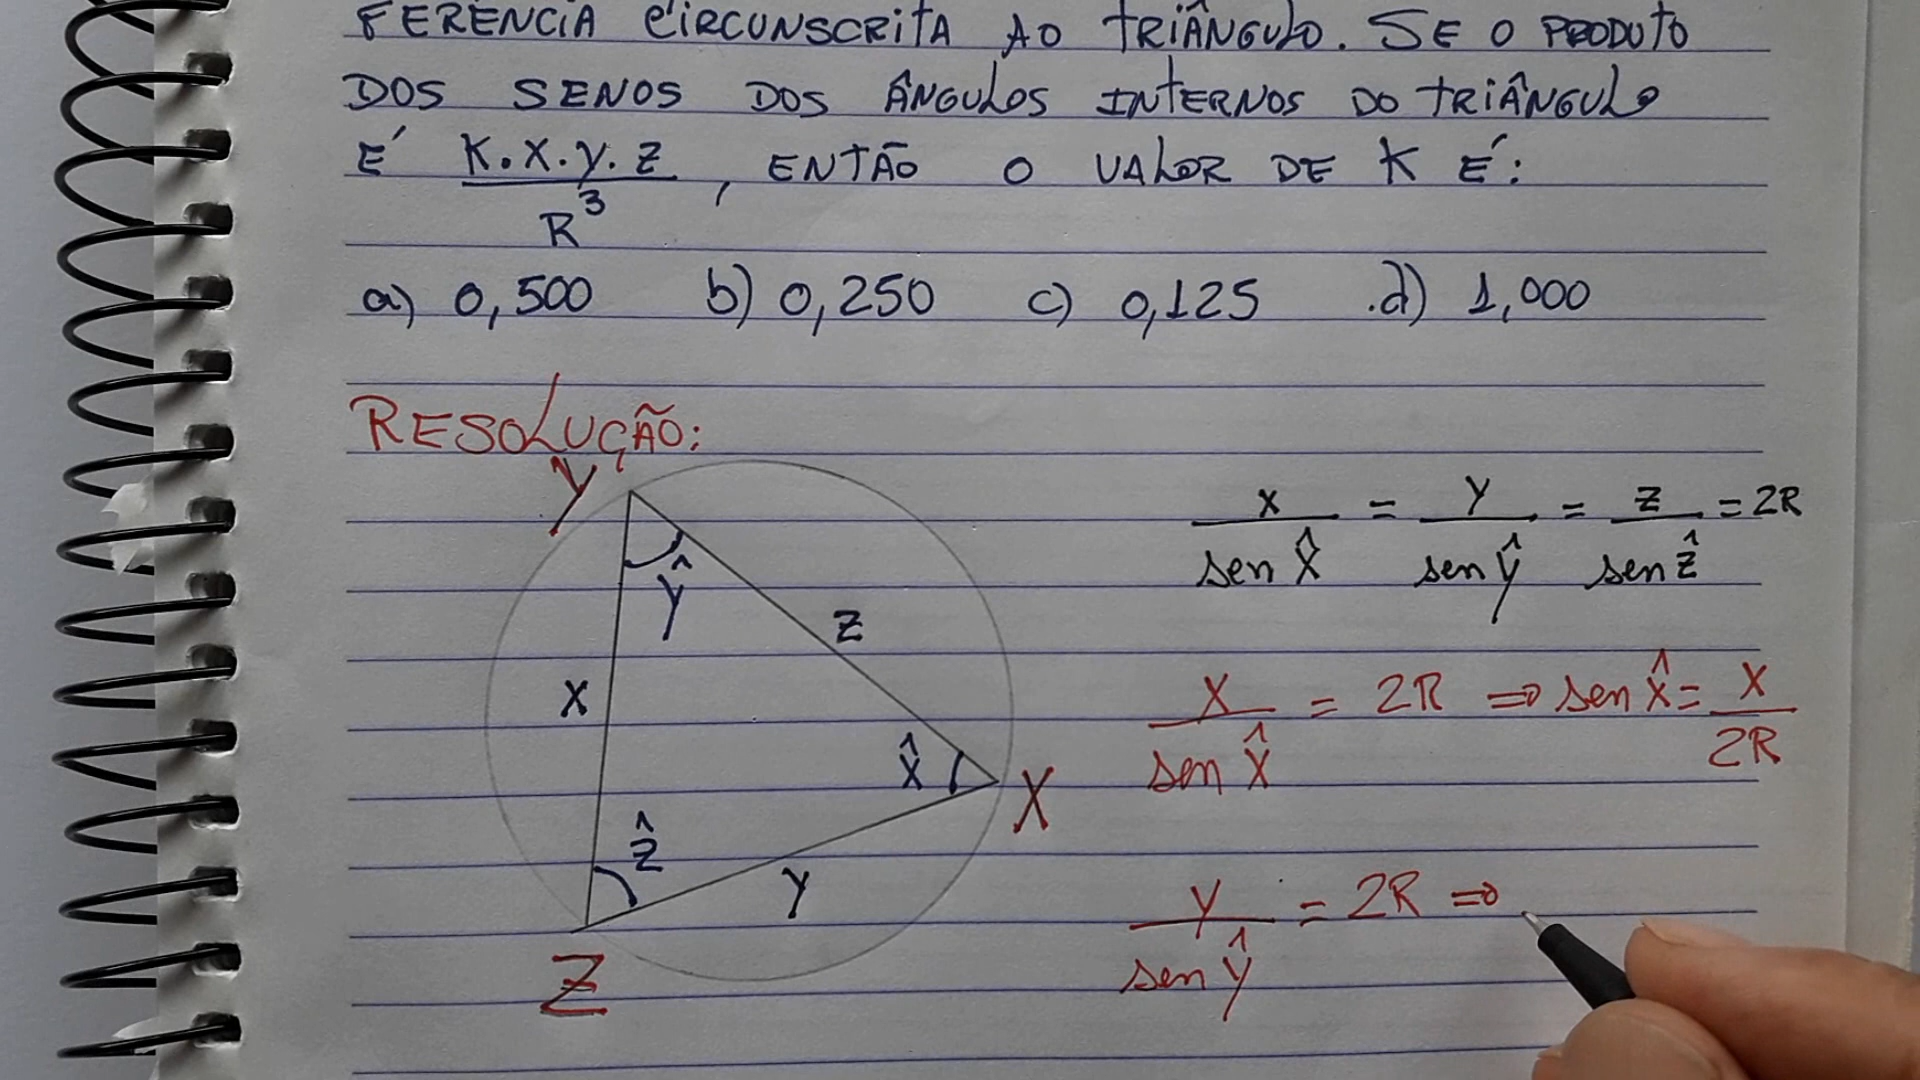 FERÊNCIA CIRCUNSCRITA AO TRIÂNGULO. SE O PRODUTO
DOS SENOS DOS ÂNGULOS INTERNOS DO TRIÂNGULO
É K.X.Y.Z / R³, ENTÃO O VALOR DE K É:
a) 0,500 b) 0,250 c) 0,125 d) 1,000
RESOLUÇÃO:
Y
Ŷ
Z
X
X̂
X
Ẑ
Y
Z
X / sen X̂ = Y / sen Ŷ = Z / sen Ẑ = 2R
X / sen X̂ = 2R ⇒ sen X̂ = X / 2R
Y / sen Ŷ = 2R ⇒